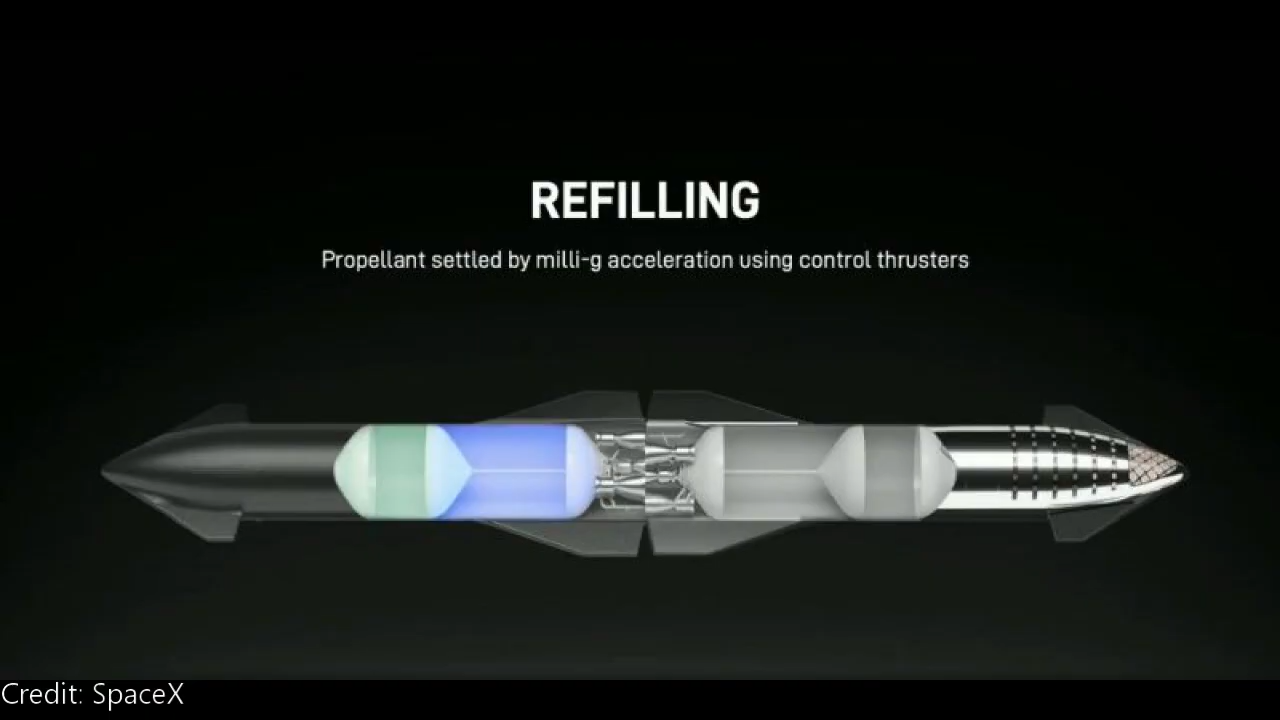 REFILLING
Propellant settled by milli-g acceleration using control thrusters
Credit: SpaceX